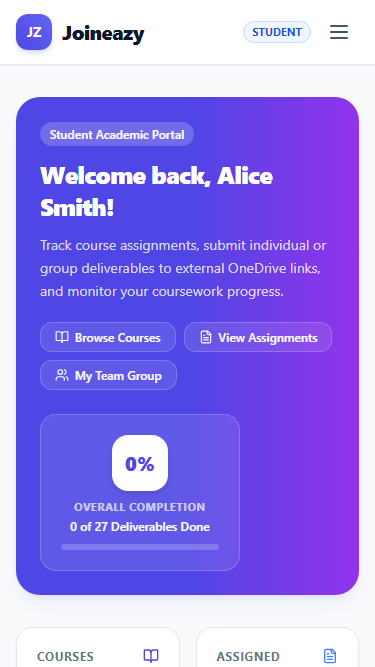 JZ
Joineazy
STUDENT
Student Academic Portal
Welcome back, Alice
Smith!
Track course assignments, submit individual or
group deliverables to external OneDrive links,
and monitor your coursework progress.
Browse Courses
View Assignments
My Team Group
0%
OVERALL COMPLETION
0 of 27 Deliverables Done
COURSES
ASSIGNED